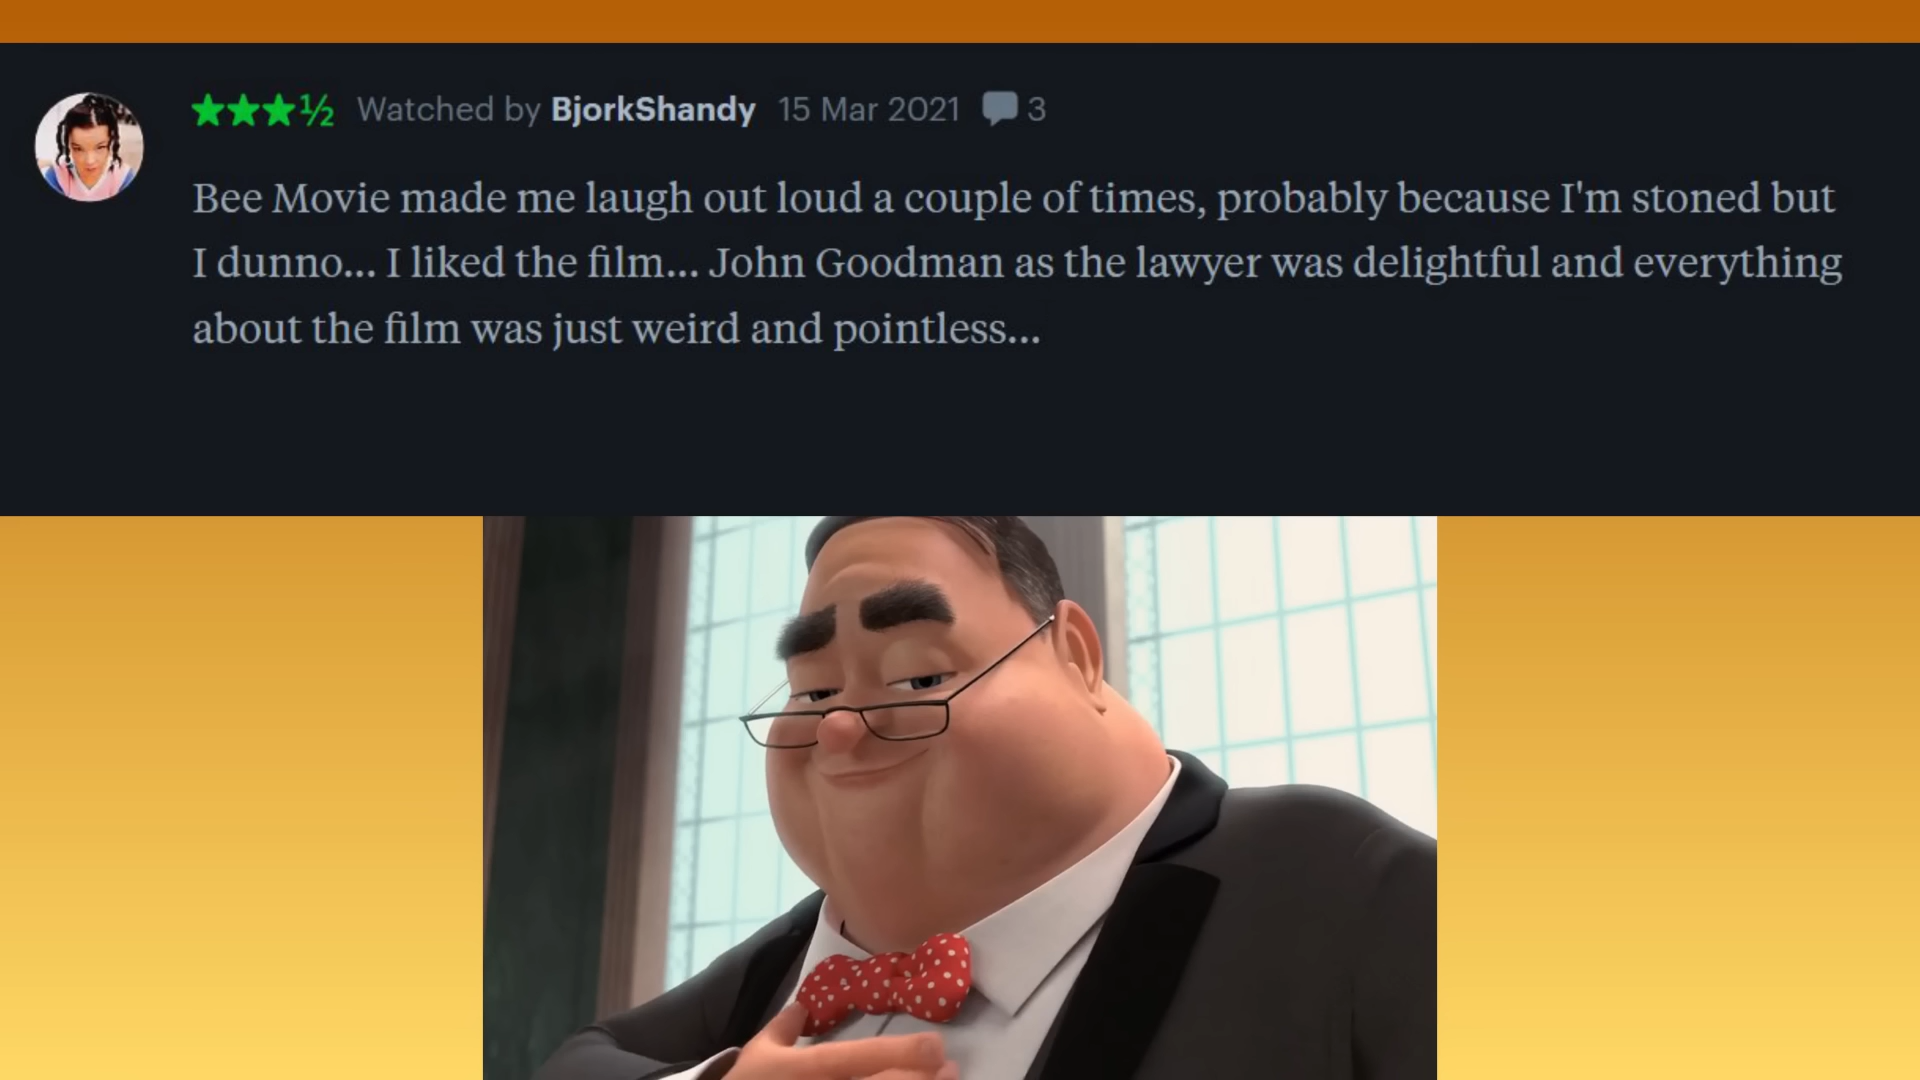 ★★★½ Watched by BjorkShandy 15 Mar 2021 3
Bee Movie made me laugh out loud a couple of times, probably because I'm stoned but
I dunno... I liked the film... John Goodman as the lawyer was delightful and everything
about the film was just weird and pointless...